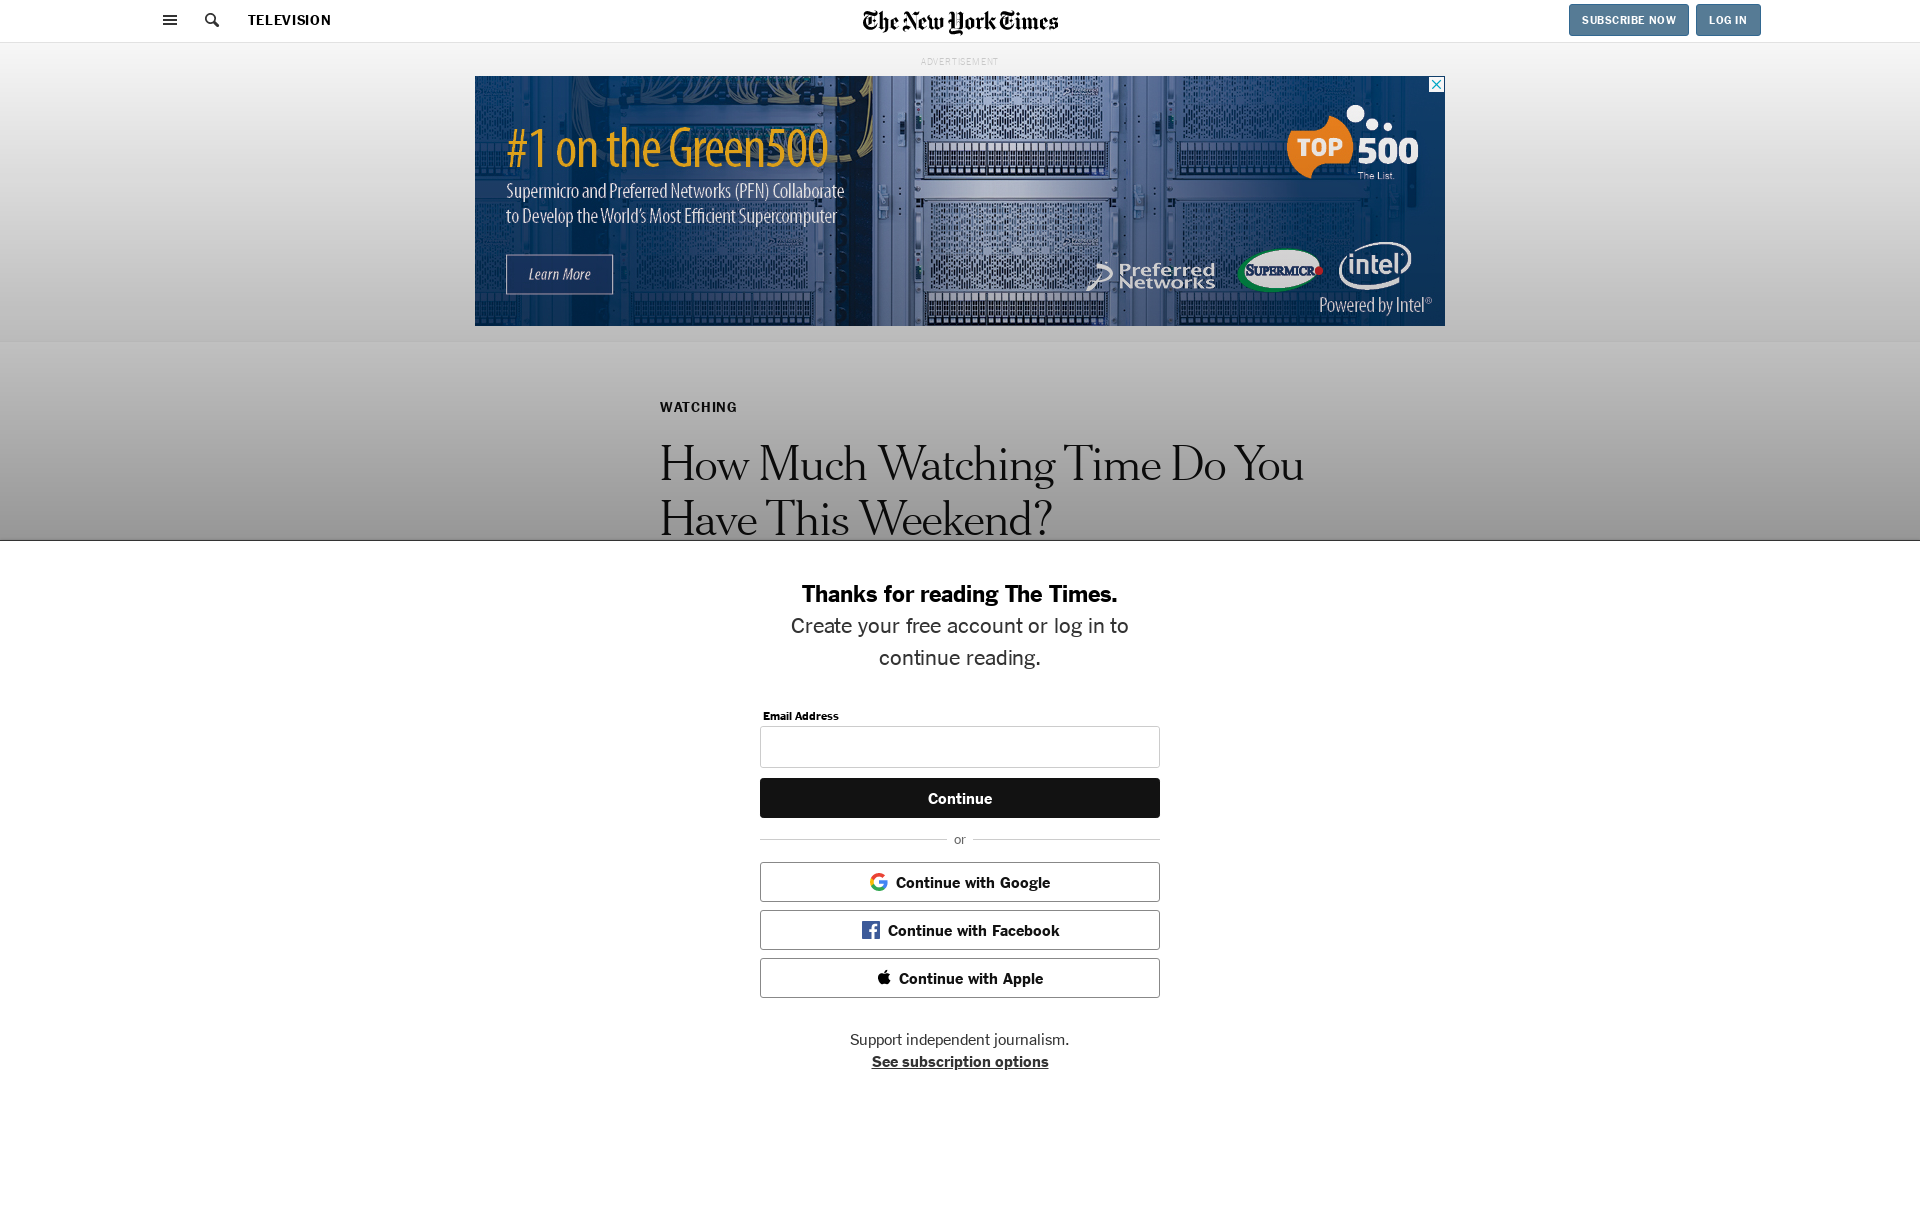 TELEVISION
The New York Times
SUBSCRIBE NOW
LOG IN
ADVERTISEMENT
#1 on the Green500
Supermicro and Preferred Networks (PFN) Collaborate
to Develop the World's Most Efficient Supercomputer
Learn More
TOP 500
The List.
Preferred
Networks
SUPERMICR
intel
Powered by Intel®
WATCHING
How Much Watching Time Do You
Have This Weekend?
Thanks for reading The Times.
Create your free account or log in to
continue reading.
Email Address
Continue
or
Continue with Google
Continue with Facebook
Continue with Apple
Support independent journalism.
See subscription options